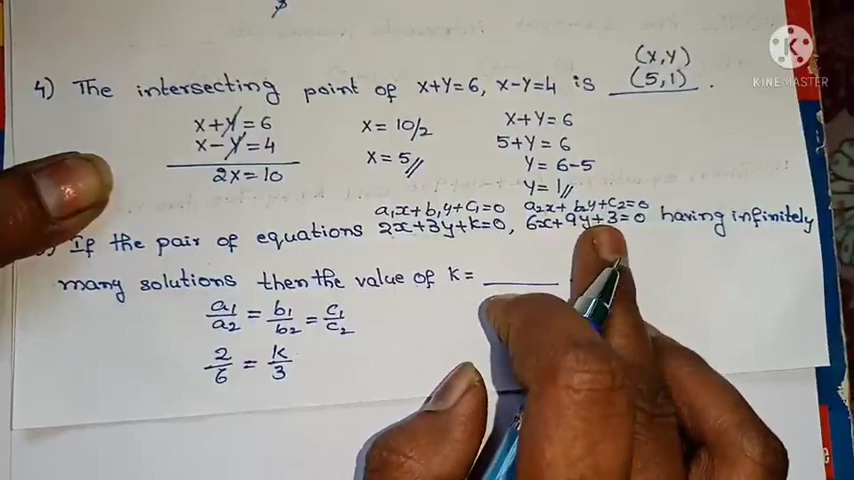 K
KINEMASTER
(x,y)
4) The intersecting point of x+y=6, x-y=4 is (5,1).
x+y=6
x-y=4
2x=10
x=10/2
x=5//
x+y=6
5+y=6
y=6-5
y=1//
a₁x+b₁y+c₁=0 a₂x+b₂y+c₂=0
If the pair of equations 2x+3y+k=0, 6x+9y+3=0 having infinitely
many solutions then the value of k= ______
a₁/a₂ = b₁/b₂ = c₁/c₂
2/6 = k/3